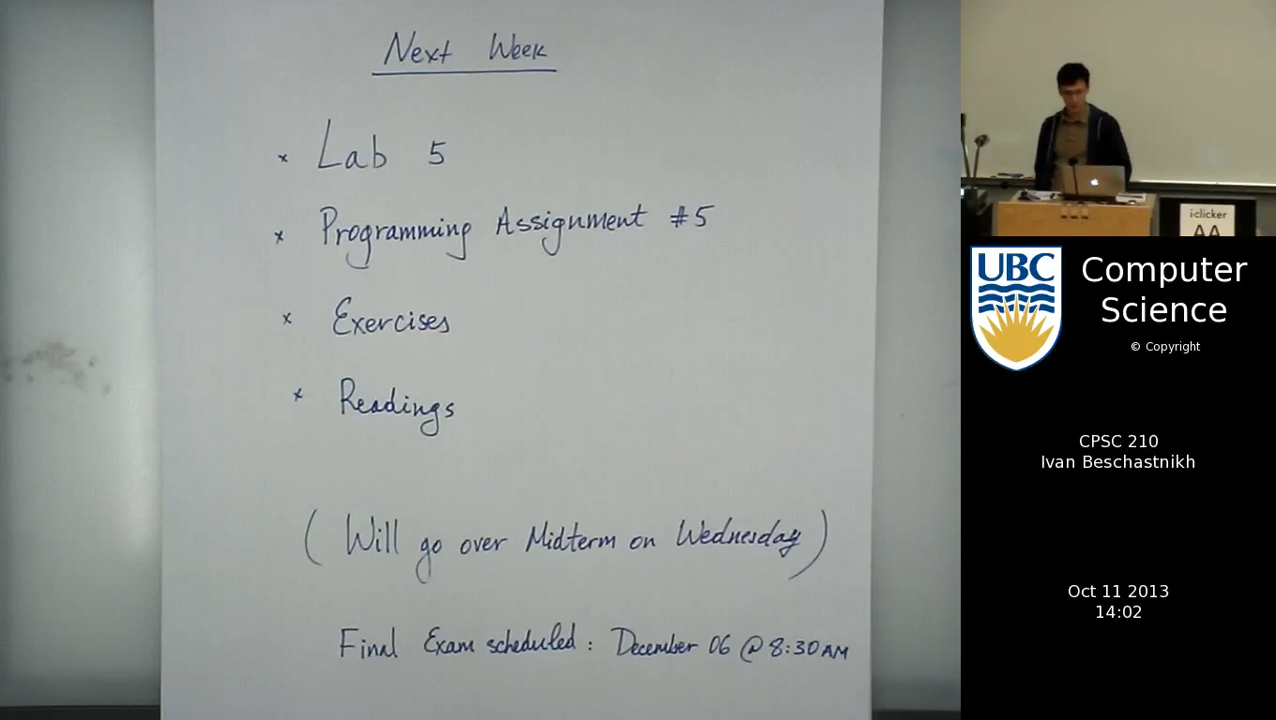 Next Week
× Lab 5
× Programming Assignment #5
× Exercises
× Readings
(Will go over Midterm on Wednesday)
Final Exam scheduled : December 06 @ 8:30AM
i-clicker
AA
UBC
Computer
Science
© Copyright
CPSC 210
Ivan Beschastnikh
Oct 11 2013
14:02